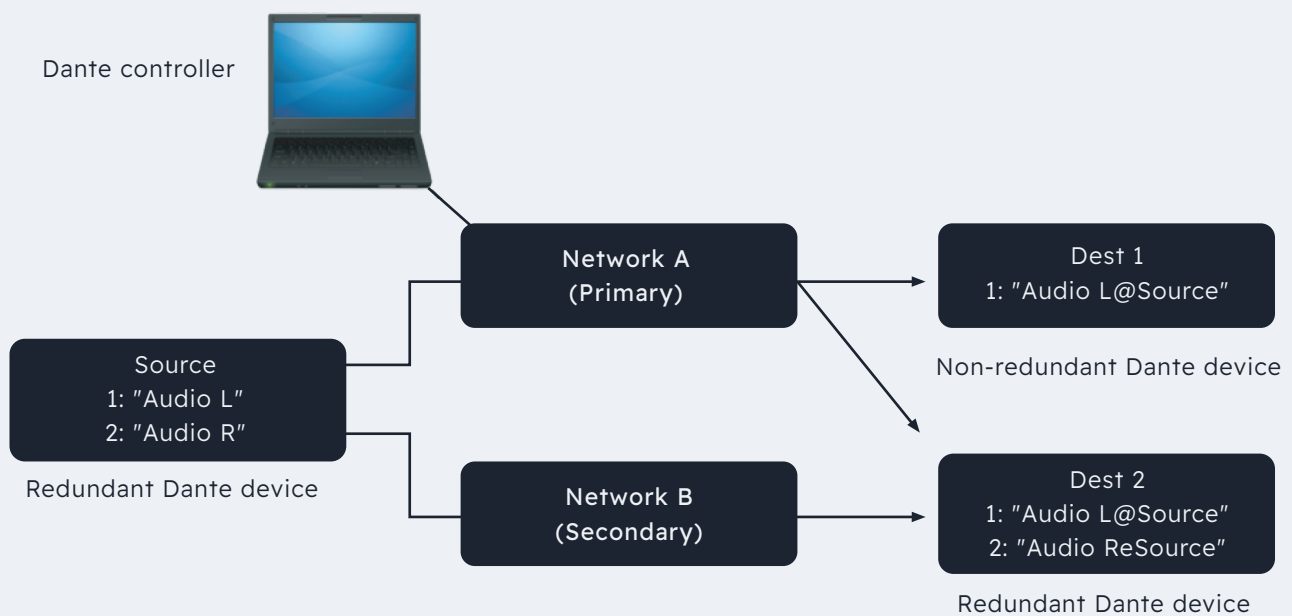 Dante controller
Network A
(Primary)
Dest 1
1: "Audio L@Source"
Non-redundant Dante device
Source
1: "Audio L"
2: "Audio R"
Redundant Dante device
Network B
(Secondary)
Dest 2
1: "Audio L@Source"
2: "Audio ReSource"
Redundant Dante device